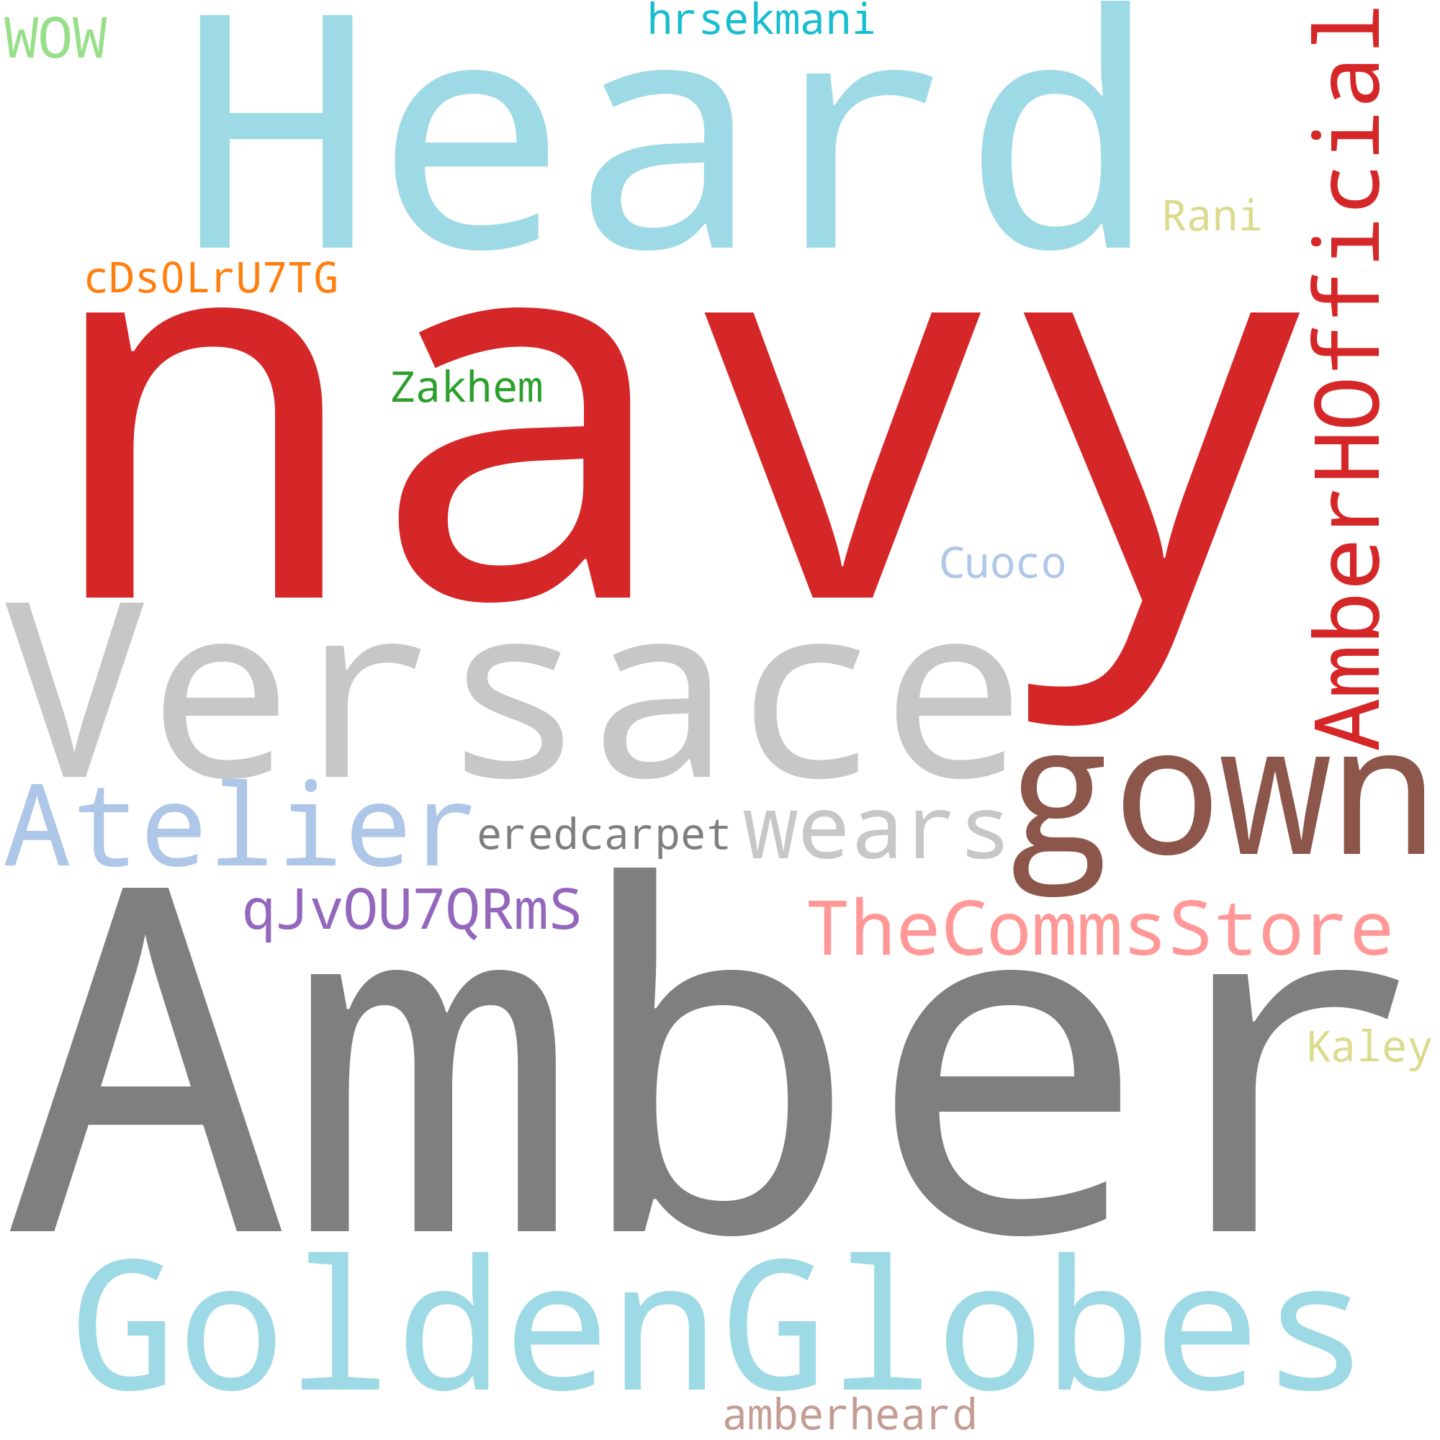 WOW
hrsekmani
Heard
AmberHOfficial
Rani
cDs0LrU7TG
navy
Zakhem
Cuoco
Versace
gown
Atelier
eredcarpet
wears
qJvOU7QRmS
TheCommsStore
Amber
Kaley
GoldenGlobes
amberheard